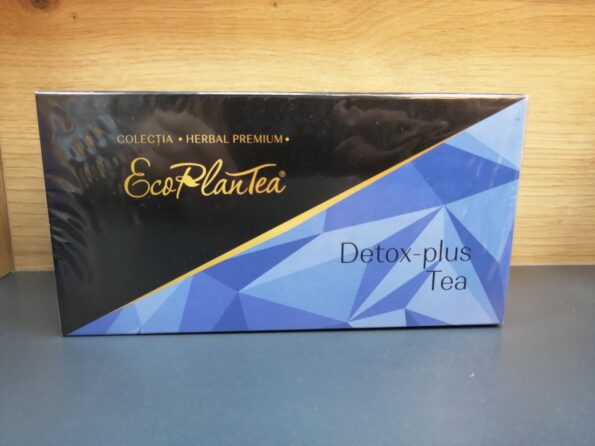 COLECȚIA • HERBAL PREMIUM •
EcoPlanTea®
Detox-plus
Tea